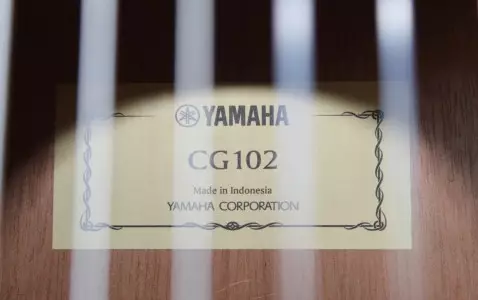 YAMAHA
CG102
Made in Indonesia
YAMAHA CORPORATION